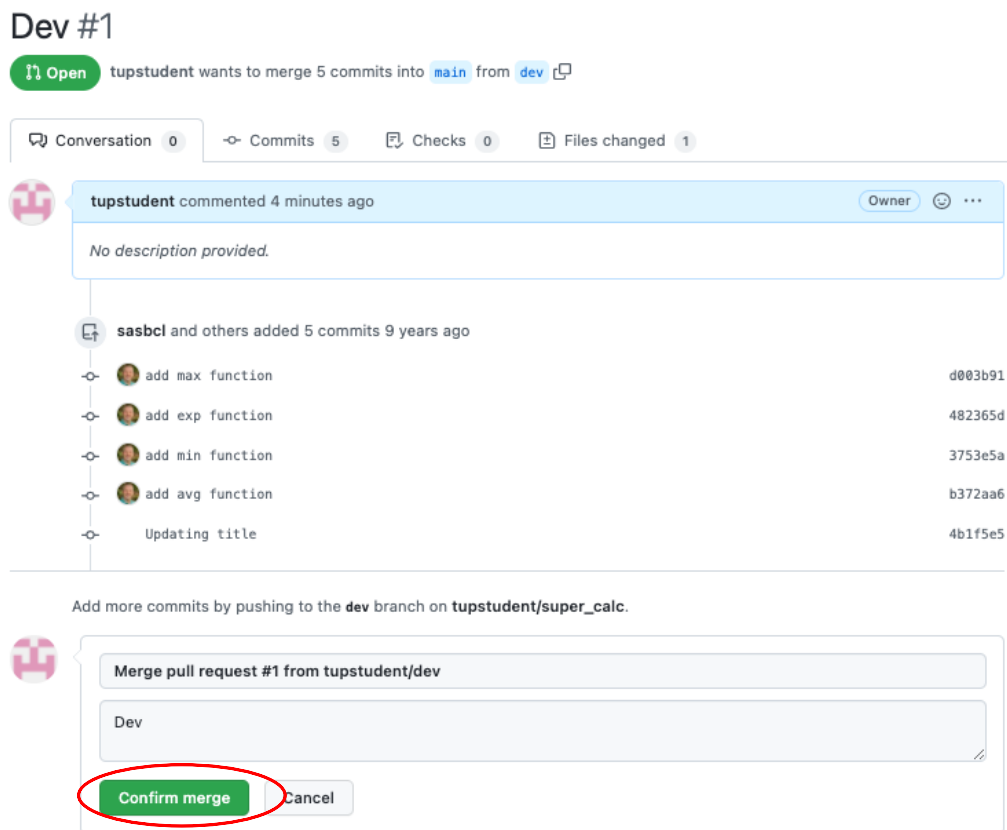 Dev #1
Open tupstudent wants to merge 5 commits into main from dev
Conversation 0 Commits 5 Checks 0 Files changed 1
tupstudent commented 4 minutes ago Owner ...
No description provided.
sasbcl and others added 5 commits 9 years ago
add max function d003b91
add exp function 482365d
add min function 3753e5a
add avg function b372aa6
Updating title 4b1f5e5
Add more commits by pushing to the dev branch on tupstudent/super_calc.
Merge pull request #1 from tupstudent/dev
Dev
Confirm merge Cancel